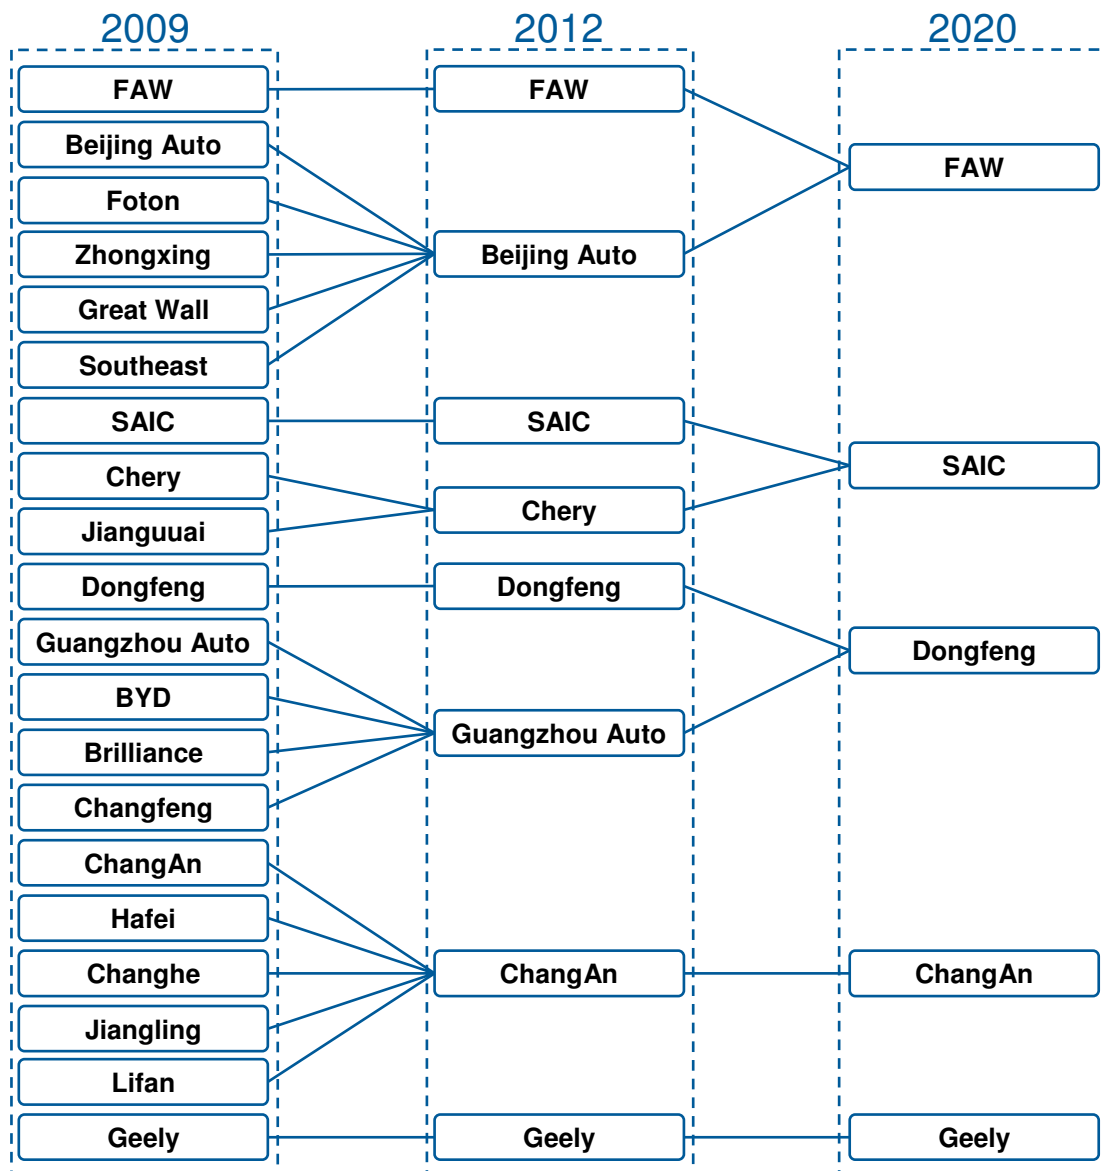 2009
2012
2020
FAW
Beijing Auto
Foton
Zhongxing
Great Wall
Southeast
SAIC
Chery
Jianguuai
Dongfeng
Guangzhou Auto
BYD
Brilliance
Changfeng
ChangAn
Hafei
Changhe
Jiangling
Lifan
Geely
FAW
Beijing Auto
SAIC
Chery
Dongfeng
Guangzhou Auto
ChangAn
Geely
FAW
SAIC
Dongfeng
ChangAn
Geely